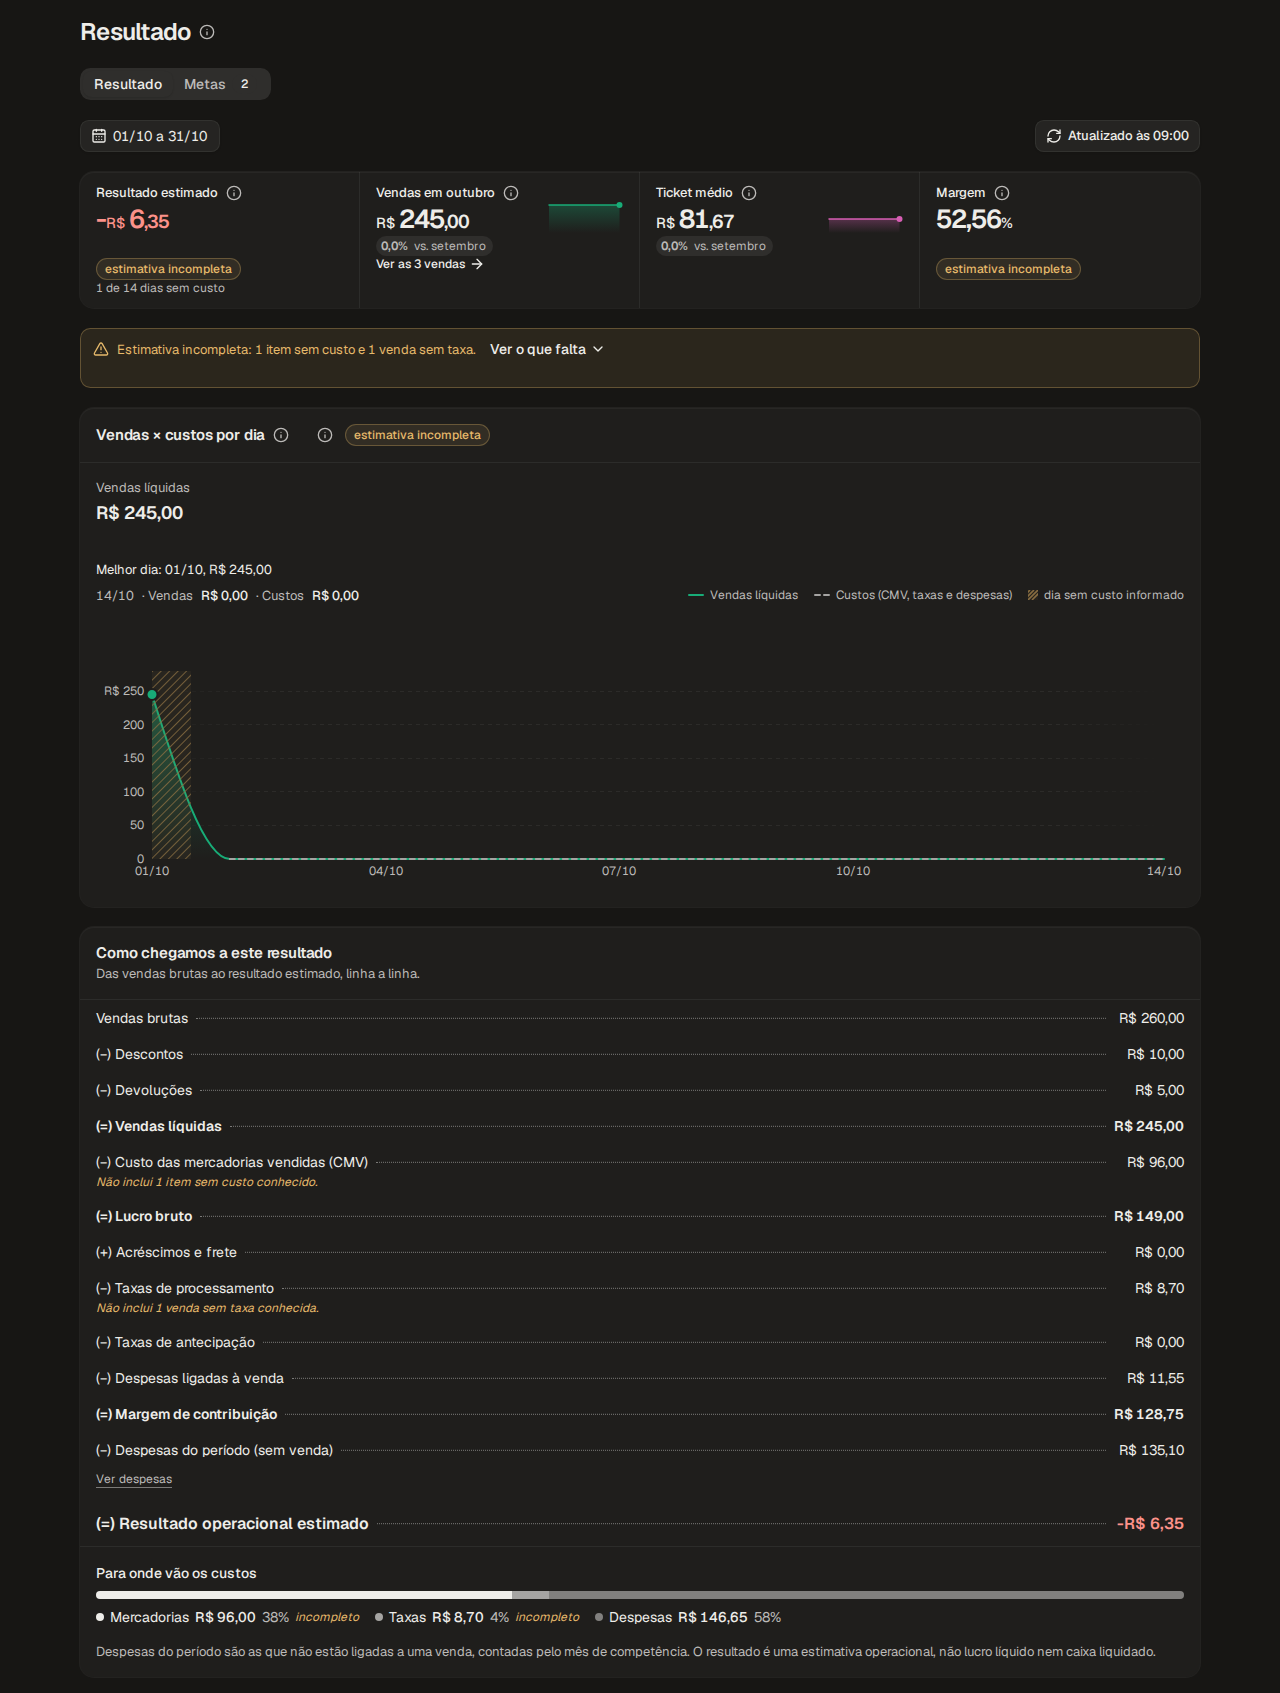 Resultado
Resultado Metas 2
01/10 a 31/10
Atualizado às 09:00
Resultado estimado
-R$ 6,35
estimativa incompleta
1 de 14 dias sem custo
Vendas em outubro
R$ 245,00
0,0% vs. setembro
Ver as 3 vendas →
Ticket médio
R$ 81,67
0,0% vs. setembro
Margem
52,56%
estimativa incompleta
Estimativa incompleta: 1 item sem custo e 1 venda sem taxa. Ver o que falta
Vendas × custos por dia estimativa incompleta
Vendas líquidas
R$ 245,00
Melhor dia: 01/10, R$ 245,00
14/10 · Vendas R$ 0,00 · Custos R$ 0,00
Vendas líquidas Custos (CMV, taxas e despesas) dia sem custo informado
R$ 250
200
150
100
50
0
01/10 04/10 07/10 10/10 14/10
Como chegamos a este resultado
Das vendas brutas ao resultado estimado, linha a linha.
Vendas brutas R$ 260,00
(−) Descontos R$ 10,00
(−) Devoluções R$ 5,00
(=) Vendas líquidas R$ 245,00
(−) Custo das mercadorias vendidas (CMV) R$ 96,00
Não inclui 1 item sem custo conhecido.
(=) Lucro bruto R$ 149,00
(+) Acréscimos e frete R$ 0,00
(−) Taxas de processamento R$ 8,70
Não inclui 1 venda sem taxa conhecida.
(−) Taxas de antecipação R$ 0,00
(−) Despesas ligadas à venda R$ 11,55
(=) Margem de contribuição R$ 128,75
(−) Despesas do período (sem venda) R$ 135,10
Ver despesas
(=) Resultado operacional estimado -R$ 6,35
Para onde vão os custos
Mercadorias R$ 96,00 38% incompleto Taxas R$ 8,70 4% incompleto Despesas R$ 146,65 58%
Despesas do período são as que não estão ligadas a uma venda, contadas pelo mês de competência. O resultado é uma estimativa operacional, não lucro líquido nem caixa liquidado.